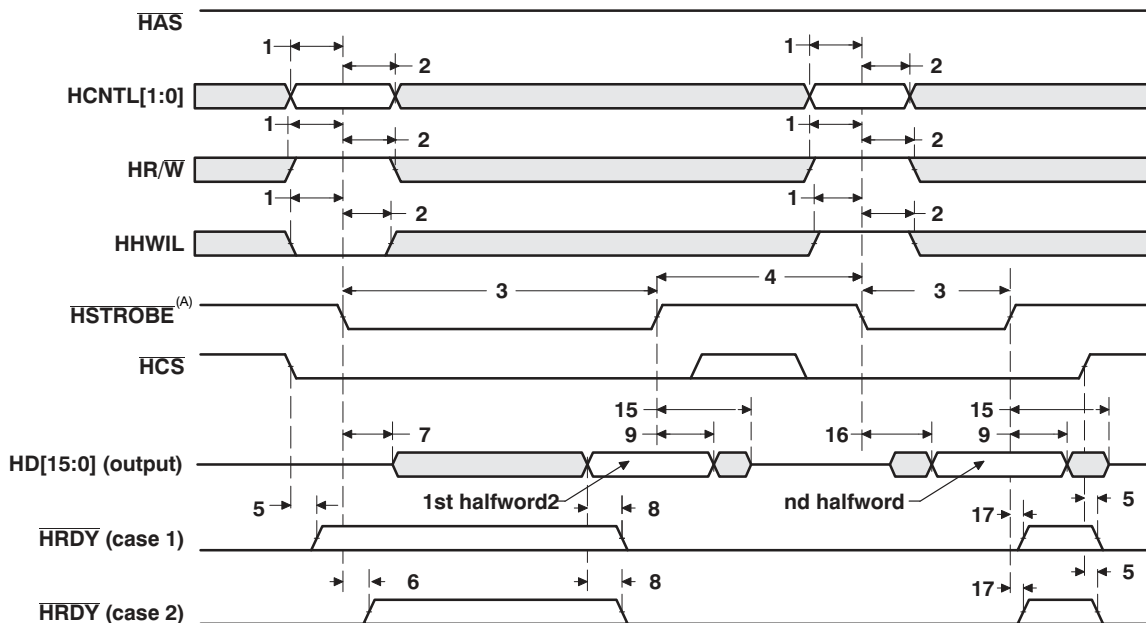 HAS
1 1
2 2
HCNTL[1:0]
1 2 1 2
HR/W
1 2 1 2
HHWIL
3 4 3
HSTROBE(A)
HCS
15 15
7 9 16 9
HD[15:0] (output)
1st halfword2 nd halfword
5 8 17 5
HRDY (case 1)
6 8 17 5
HRDY (case 2)